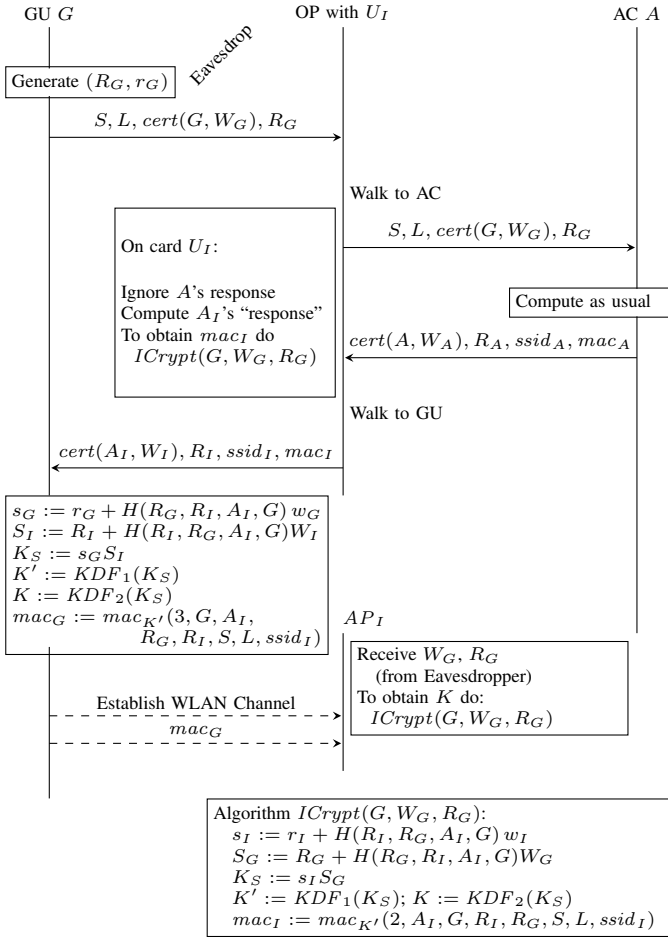 GU G
OP with U_I
AC A
Eavesdrop
Generate (R_G, r_G)
S, L, cert(G, W_G), R_G
Walk to AC
On card U_I:
Ignore A's response
Compute A_I's “response”
To obtain mac_I do
ICrypt(G, W_G, R_G)
S, L, cert(G, W_G), R_G
Compute as usual
cert(A, W_A), R_A, ssid_A, mac_A
Walk to GU
cert(A_I, W_I), R_I, ssid_I, mac_I
s_G := r_G + H(R_G, R_I, A_I, G) w_G
S_I := R_I + H(R_I, R_G, A_I, G)W_I
K_S := s_G S_I
K' := KDF_1(K_S)
K := KDF_2(K_S)
mac_G := mac_{K'}(3, G, A_I,
R_G, R_I, S, L, ssid_I)
AP_I
Receive W_G, R_G
(from Eavesdropper)
To obtain K do:
ICrypt(G, W_G, R_G)
Establish WLAN Channel
mac_G
Algorithm ICrypt(G, W_G, R_G):
s_I := r_I + H(R_I, R_G, A_I, G) w_I
S_G := R_G + H(R_G, R_I, A_I, G)W_G
K_S := s_I S_G
K' := KDF_1(K_S); K := KDF_2(K_S)
mac_I := mac_{K'}(2, A_I, G, R_I, R_G, S, L, ssid_I)